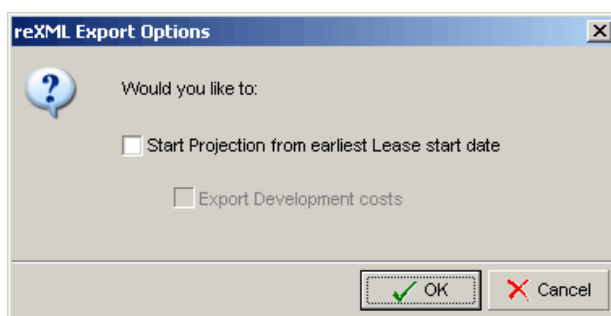 reXML Export Options
Would you like to:
Start Projection from earliest Lease start date
Export Development costs
OK
Cancel